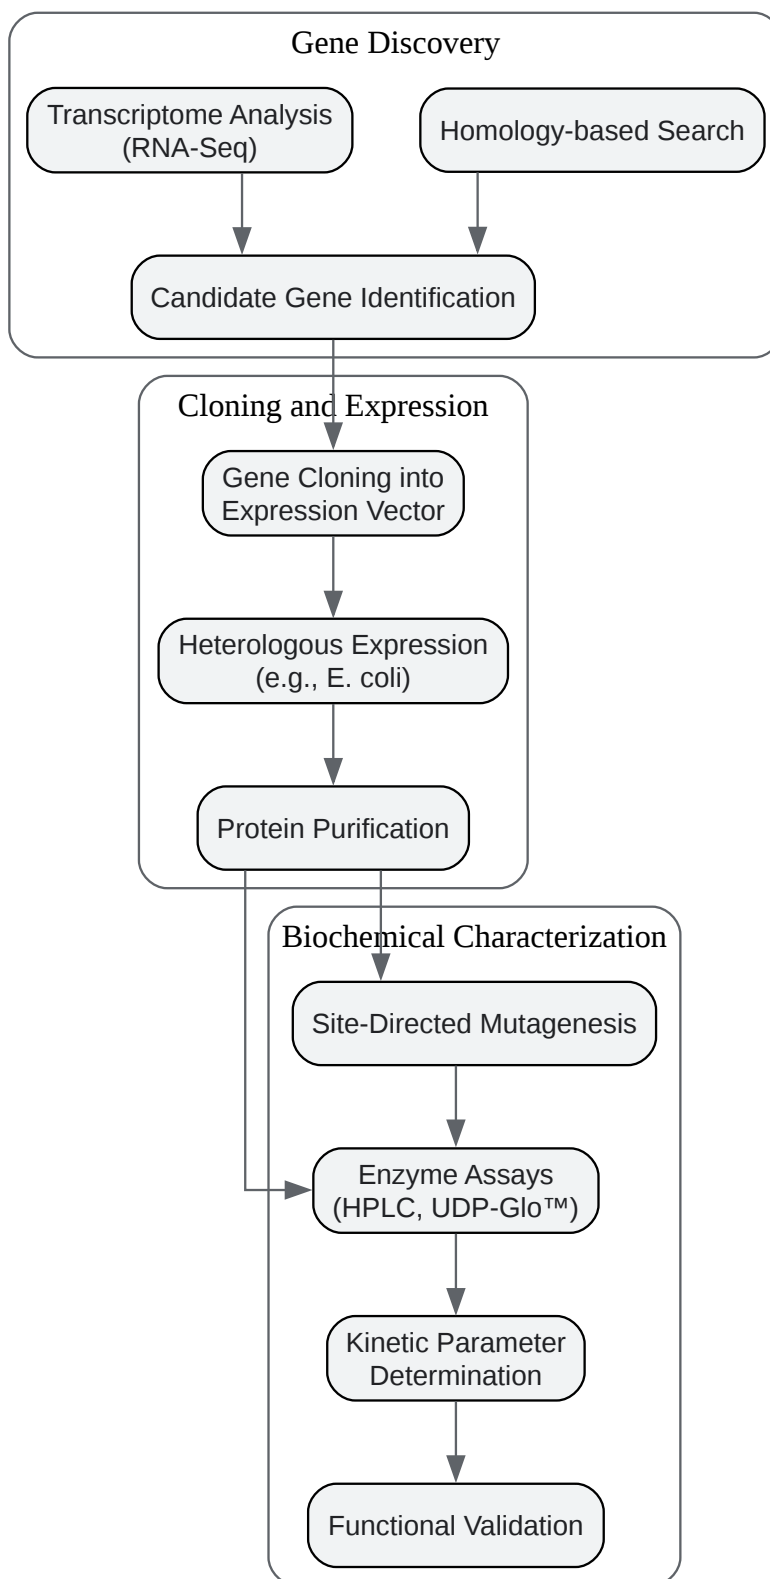 Gene Discovery
Transcriptome Analysis
(RNA-Seq)
Homology-based Search
Candidate Gene Identification
Cloning and Expression
Gene Cloning into
Expression Vector
Heterologous Expression
(e.g., E. coli)
Protein Purification
Biochemical Characterization
Site-Directed Mutagenesis
Enzyme Assays
(HPLC, UDP-Glo™)
Kinetic Parameter
Determination
Functional Validation